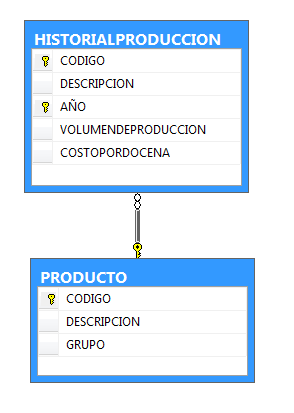 HISTORIALPRODUCCION
CODIGO
DESCRIPCION
AÑO
VOLUMENDEPRODUCCION
COSTOPORDOCENA
PRODUCTO
CODIGO
DESCRIPCION
GRUPO